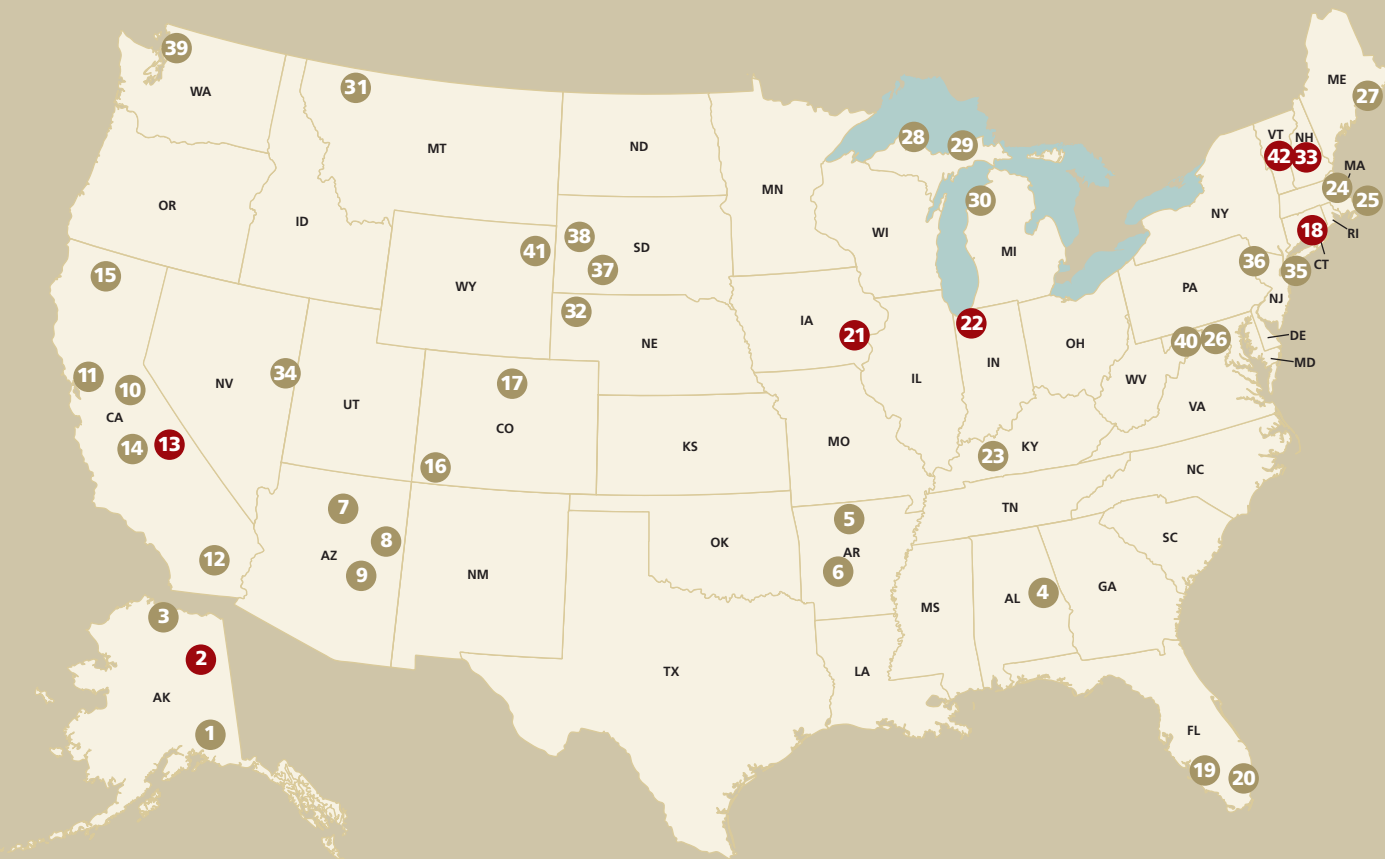 39
WA
31
MT
ND
MN
28
29
ME
27
VT
NH
42
33
MA
24
25
OR
ID
41
38
SD
37
WI
30
MI
NY
18
RI
CT
15
WY
32
36
35
PA
NJ
IA
21
22
NE
IN
OH
40
26
DE
MD
11
10
NV
34
UT
17
CO
IL
WV
VA
CA
14
13
16
KS
MO
23
KY
NC
7
8
AZ
9
12
NM
OK
5
AR
6
TN
SC
MS
AL
4
GA
3
2
AK
1
TX
LA
FL
19
20